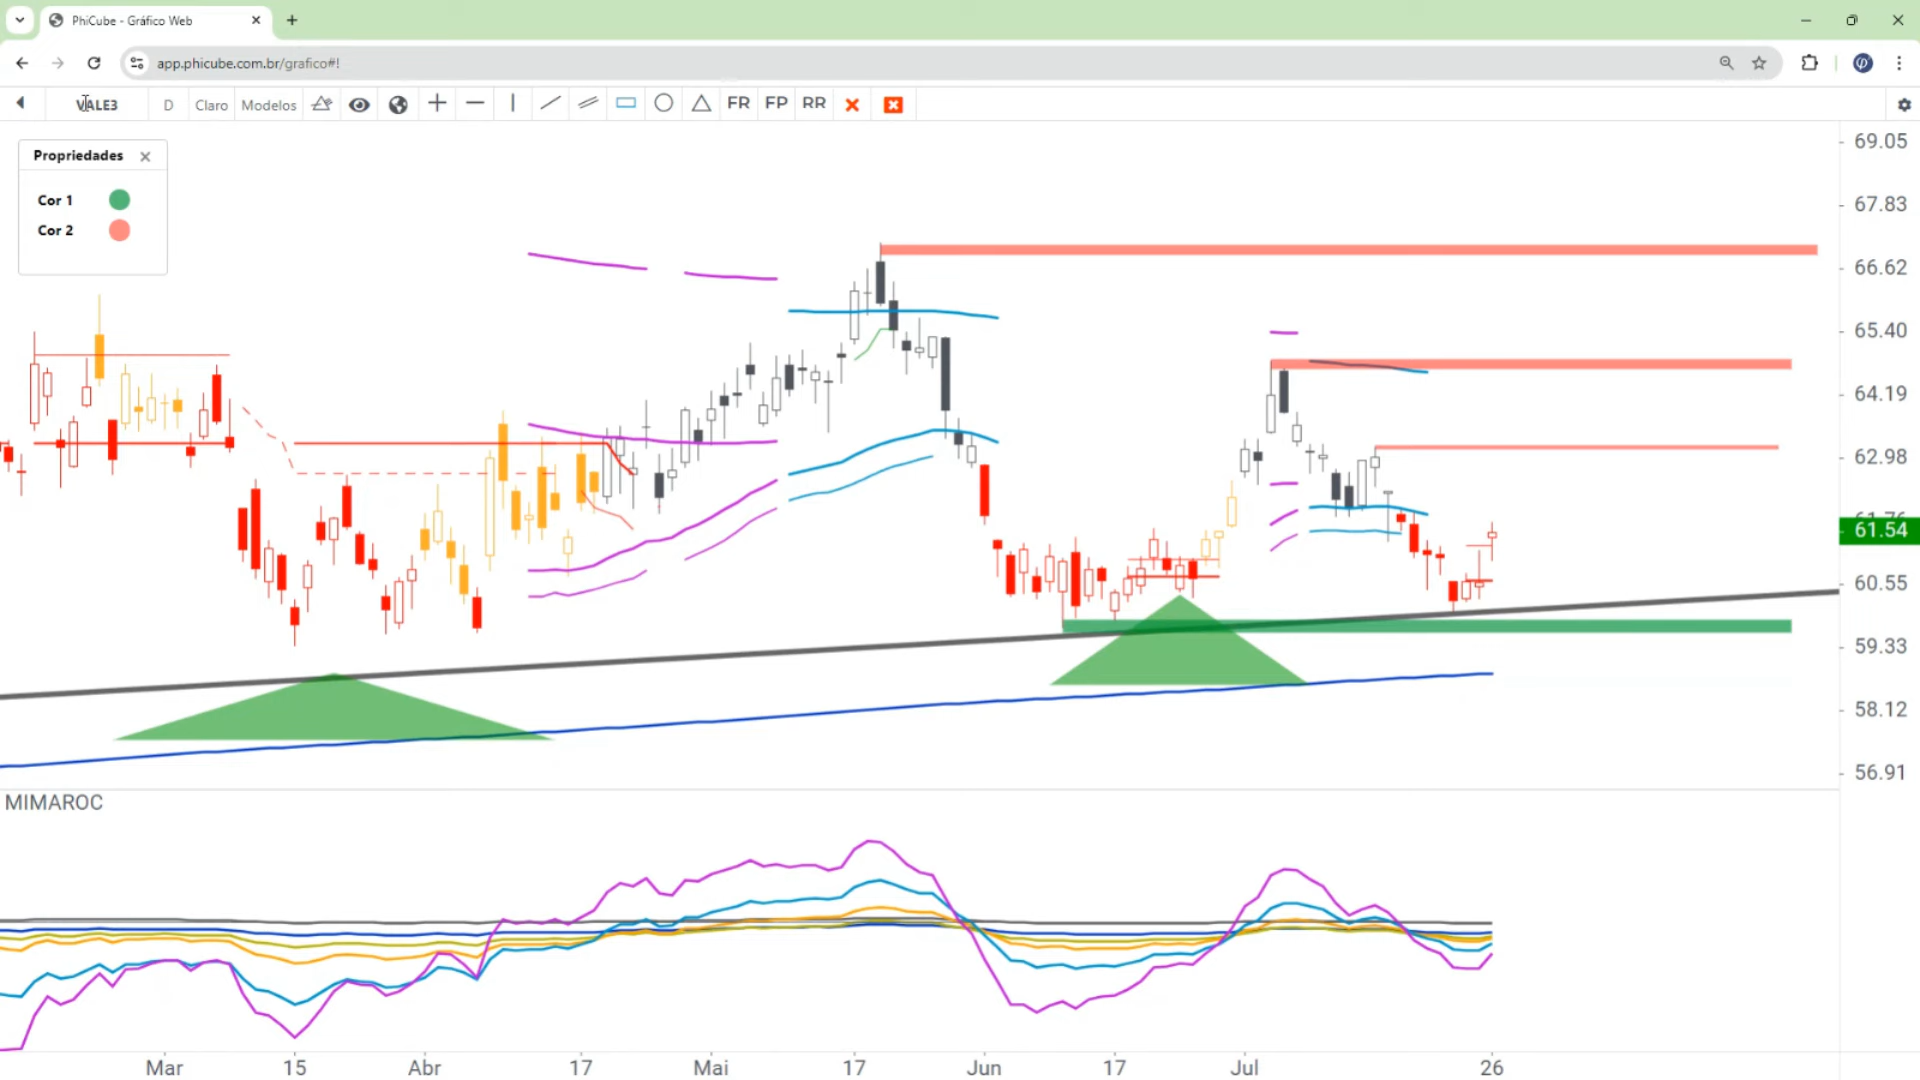 PhiCube - Gráfico Web
app.phicube.com.br/grafico#!
VALE3 D Claro Modelos FR FP RR
Propriedades
Cor 1
Cor 2
69.05
67.83
66.62
65.40
64.19
62.98
61.54
60.55
59.33
58.12
56.91
MIMAROC
Mar 15 Abr 17 Mai 17 Jun 17 Jul 26